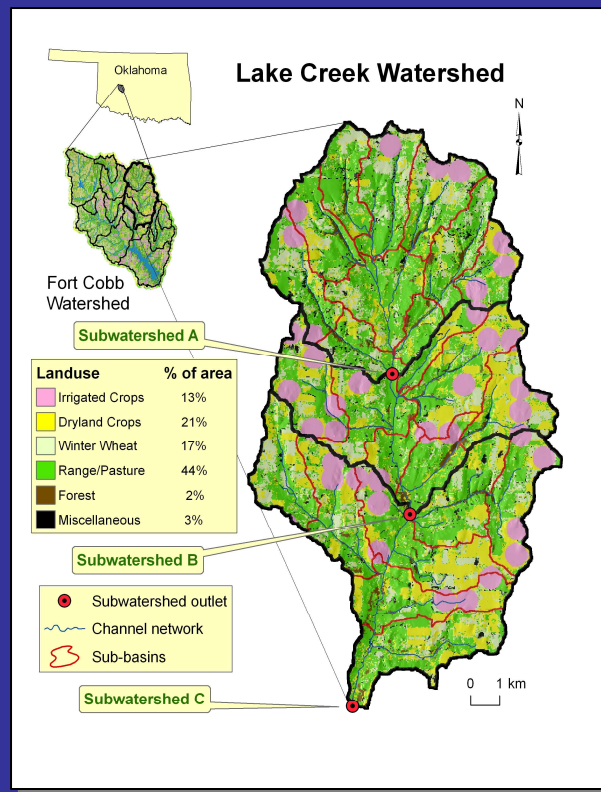 Oklahoma
Lake Creek Watershed
N
Fort Cobb
Watershed
Subwatershed A
Landuse % of area
Irrigated Crops 13%
Dryland Crops 21%
Winter Wheat 17%
Range/Pasture 44%
Forest 2%
Miscellaneous 3%
Subwatershed B
Subwatershed outlet
Channel network
Sub-basins
Subwatershed C
0 1 km